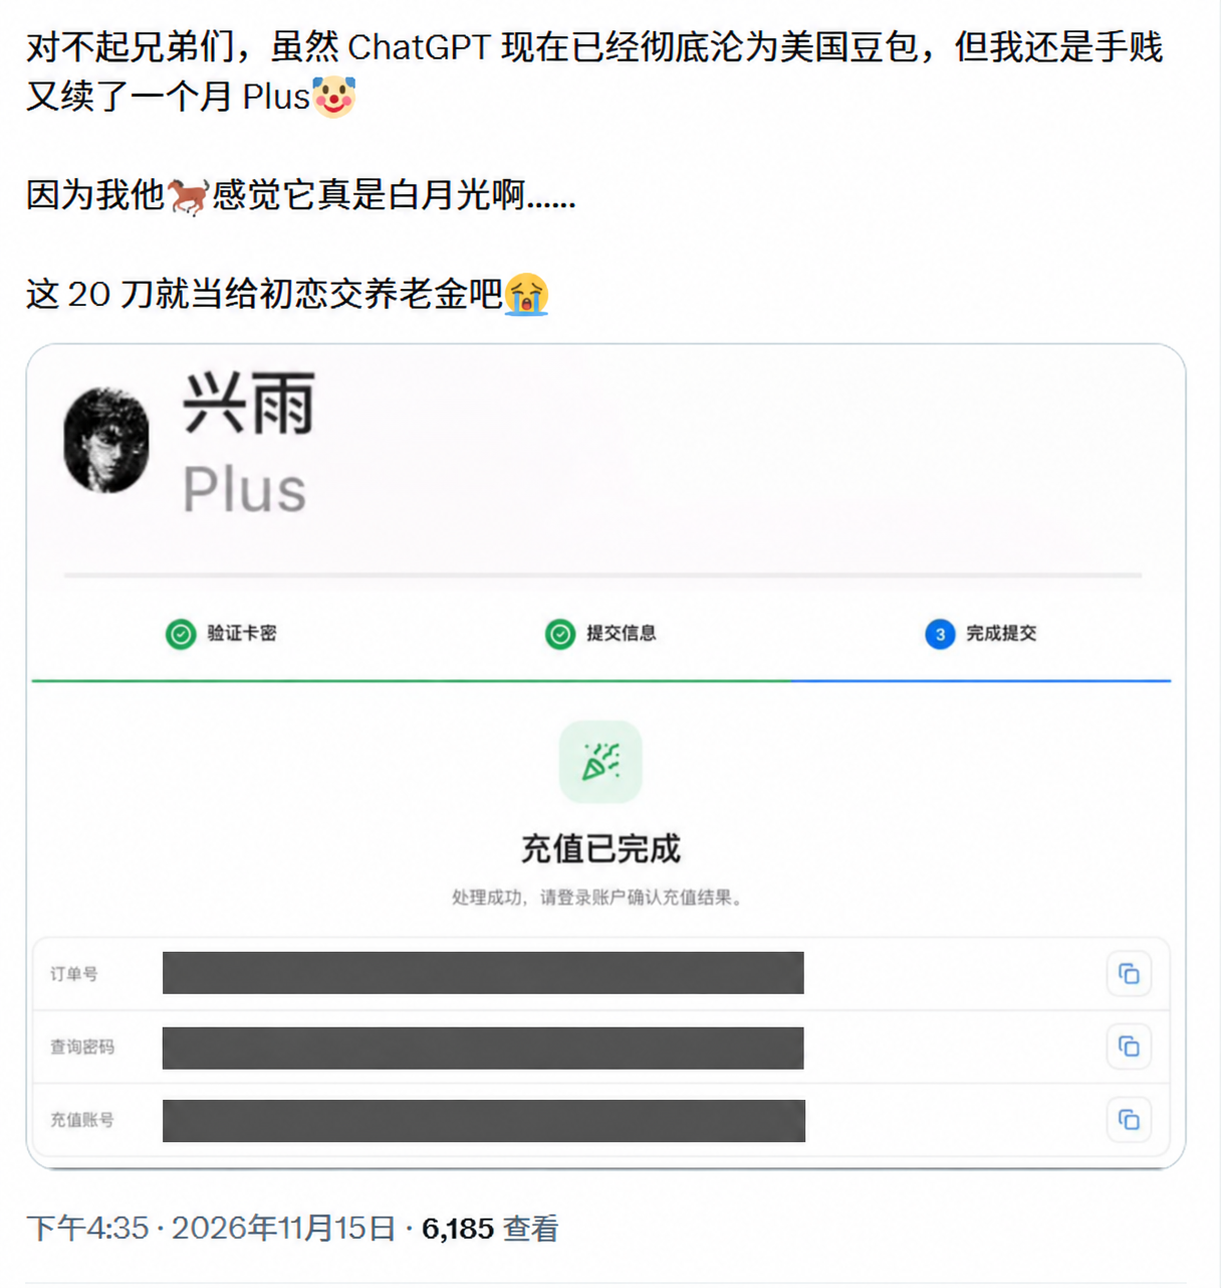 对不起兄弟们，虽然 ChatGPT 现在已经彻底沦为美国豆包，但我还是手贱
又续了一个月 Plus🤡
因为我他🐎感觉它真是白月光啊......
这 20 刀就当给初恋交养老金吧😭
兴雨
Plus
验证卡密
提交信息
3 完成提交
充值已完成
处理成功，请登录账户确认充值结果。
订单号
查询密码
充值账号
下午4:35 · 2026年11月15日 · 6,185 查看